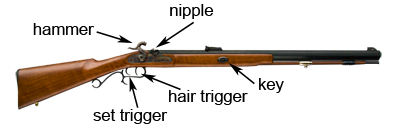 nipple
hammer
key
hair trigger
set trigger